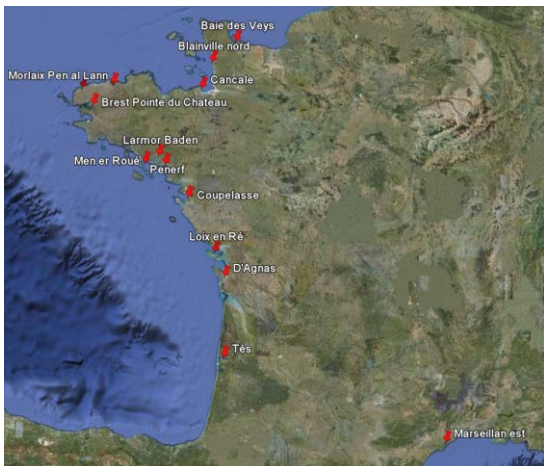 Baie des Veys
Blainville nord
Morlaix Pen al Lann
Cancale
Brest Pointe du Chateau
Larmor Baden
Men er Roué
Penerf
Coupelasse
Loix en Ré
D'Agnas
Tès
Marseillan est